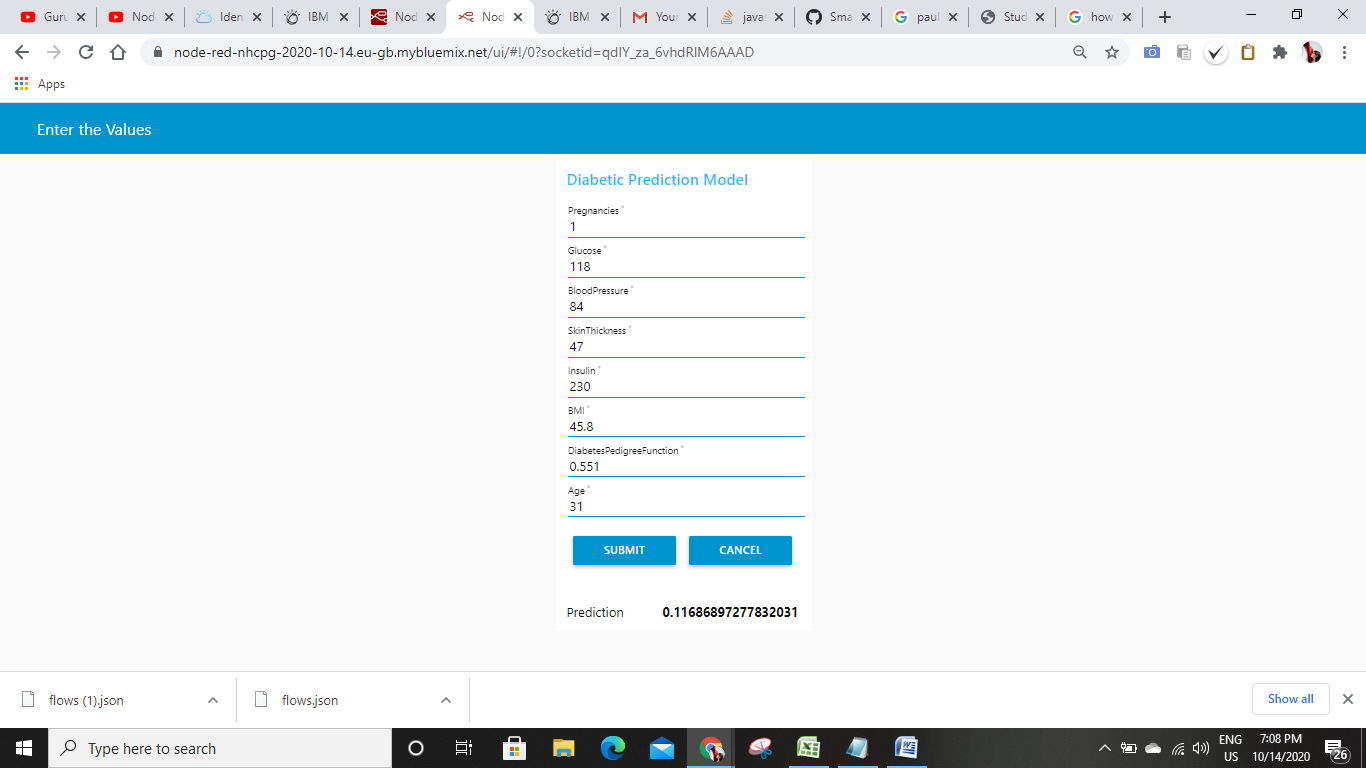 Guru
Nod
Iden
IBM
Nod
Nod
IBM
Your
java
Sma
paul
Stud
how
node-red-nhcpg-2020-10-14.eu-gb.mybluemix.net/ui/#!/0?socketid=qdIY_za_6vhdRIM6AAAD
Apps
Enter the Values
Diabetic Prediction Model
Pregnancies *
1
Glucose *
118
BloodPressure *
84
SkinThickness *
47
Insulin *
230
BMI *
45.8
DiabetesPedigreeFunction *
0.551
Age *
31
SUBMIT CANCEL
Prediction 0.11686897277832031
flows (1).json
flows.json
Show all
Type here to search
ENG
US
7:08 PM
10/14/2020
26